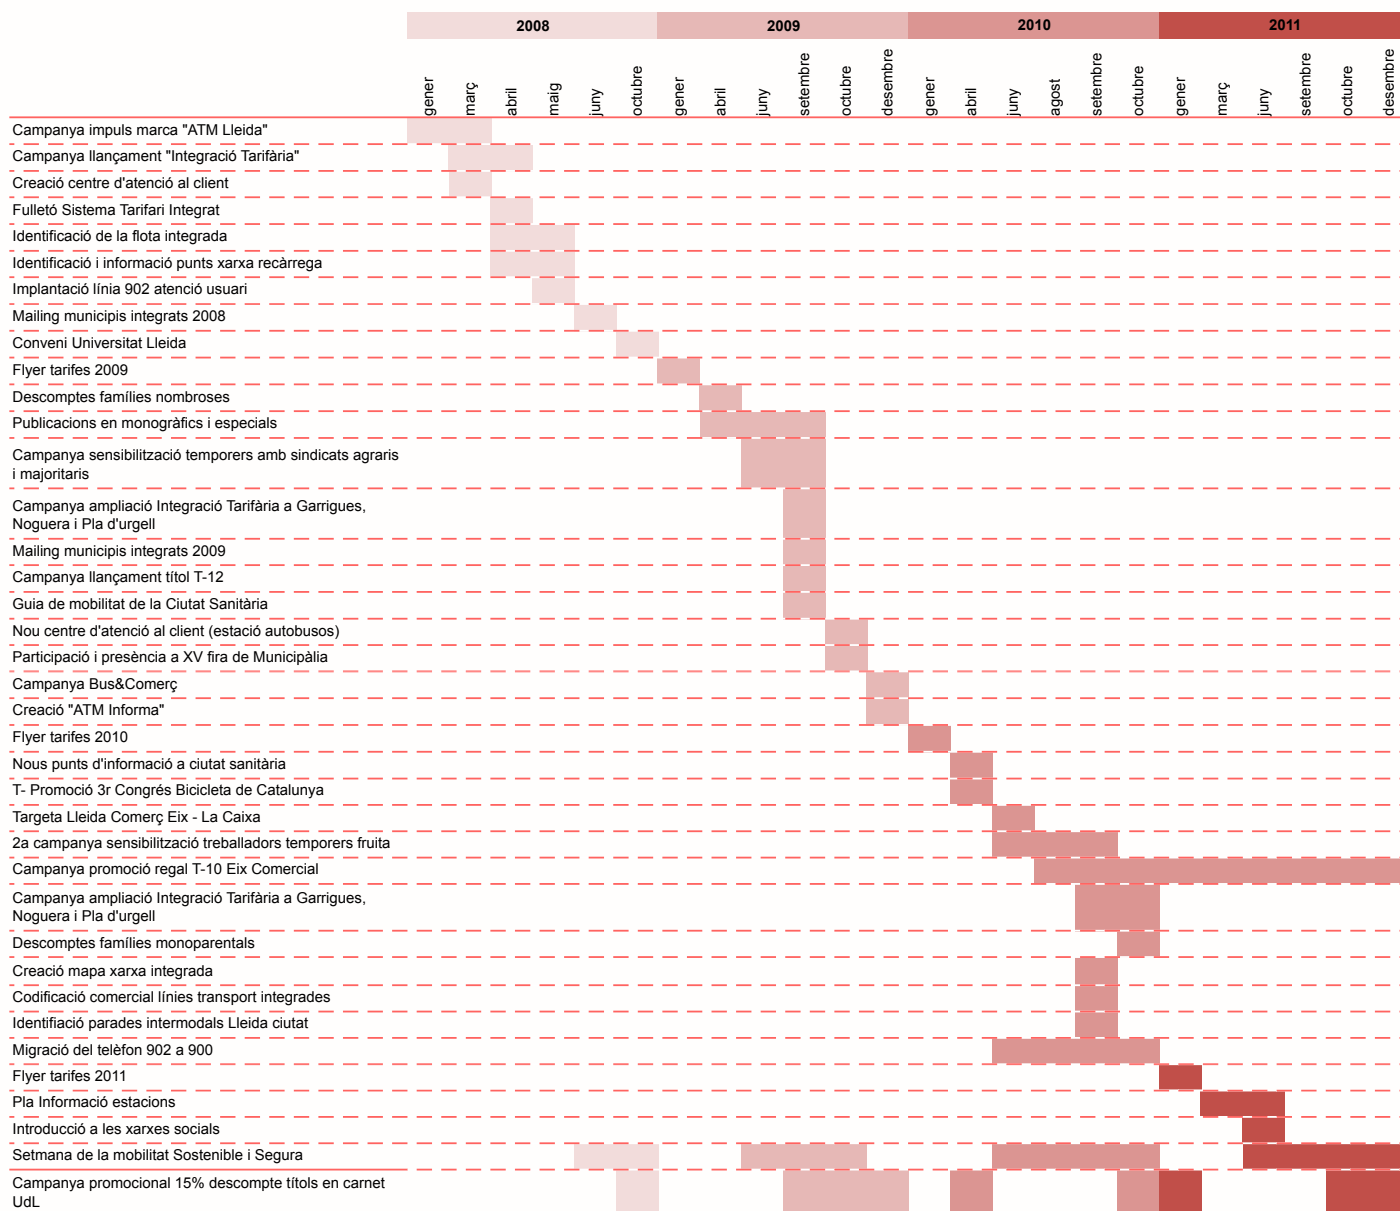 2008 2009 2010 2011
gener març abril maig juny octubre gener abril juny setembre octubre desembre gener abril juny agost setembre octubre gener març juny setembre octubre desembre
Campanya impuls marca "ATM Lleida"
Campanya llançament "Integració Tarifària"
Creació centre d'atenció al client
Fulletó Sistema Tarifari Integrat
Identificació de la flota integrada
Identificació i informació punts xarxa recàrrega
Implantació línia 902 atenció usuari
Mailing municipis integrats 2008
Conveni Universitat Lleida
Flyer tarifes 2009
Descomptes famílies nombroses
Publicacions en monogràfics i especials
Campanya sensibilització temporers amb sindicats agraris
i majoritaris
Campanya ampliació Integració Tarifària a Garrigues,
Noguera i Pla d'urgell
Mailing municipis integrats 2009
Campanya llançament títol T-12
Guia de mobilitat de la Ciutat Sanitària
Nou centre d'atenció al client (estació autobusos)
Participació i presència a XV fira de Municipàlia
Campanya Bus&Comerç
Creació "ATM Informa"
Flyer tarifes 2010
Nous punts d'informació a ciutat sanitària
T- Promoció 3r Congrés Bicicleta de Catalunya
Targeta Lleida Comerç Eix - La Caixa
2a campanya sensibilització treballadors temporers fruita
Campanya promoció regal T-10 Eix Comercial
Campanya ampliació Integració Tarifària a Garrigues,
Noguera i Pla d'urgell
Descomptes famílies monoparentals
Creació mapa xarxa integrada
Codificació comercial línies transport integrades
Identifiació parades intermodals Lleida ciutat
Migració del telèfon 902 a 900
Flyer tarifes 2011
Pla Informació estacions
Introducció a les xarxes socials
Setmana de la mobilitat Sostenible i Segura
Campanya promocional 15% descompte títols en carnet
UdL